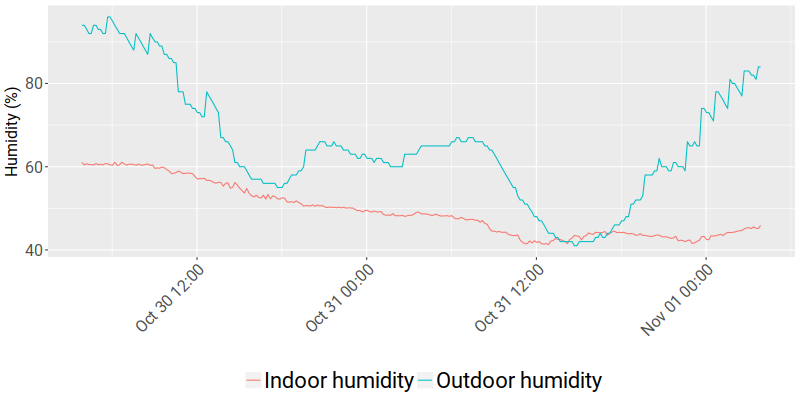 Humidity (%)
80
60
40
Oct 30 12:00
Oct 31 00:00
Oct 31 12:00
Nov 01 00:00
Indoor humidity Outdoor humidity